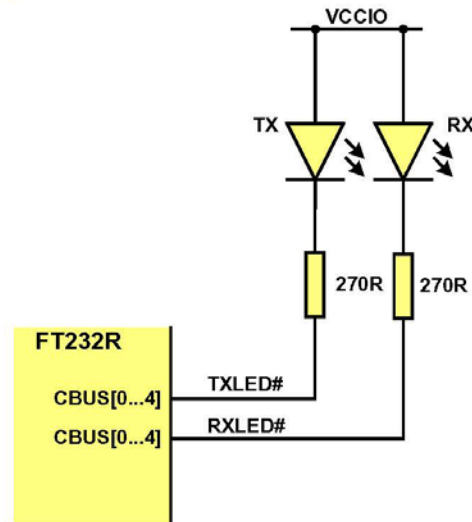 VCCIO
TX
RX
270R
270R
FT232R
TXLED#
CBUS[0...4]
RXLED#
CBUS[0...4]